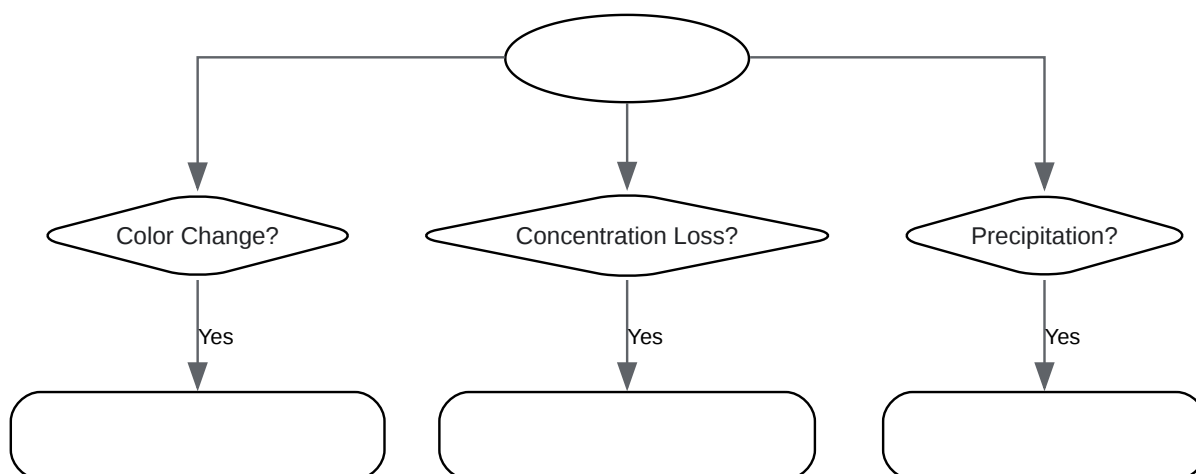 Color Change?
Concentration Loss?
Precipitation?
Yes
Yes
Yes